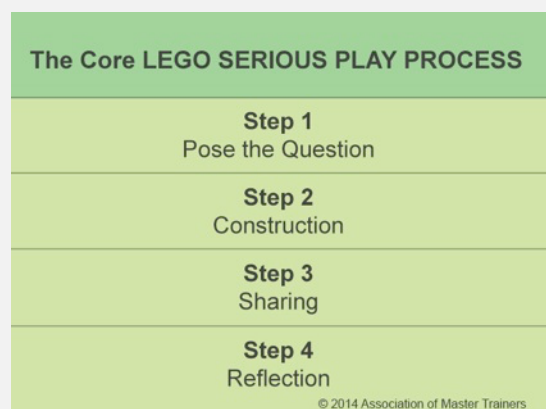 The Core LEGO SERIOUS PLAY PROCESS
Step 1
Pose the Question
Step 2
Construction
Step 3
Sharing
Step 4
Reflection
© 2014 Association of Master Trainers